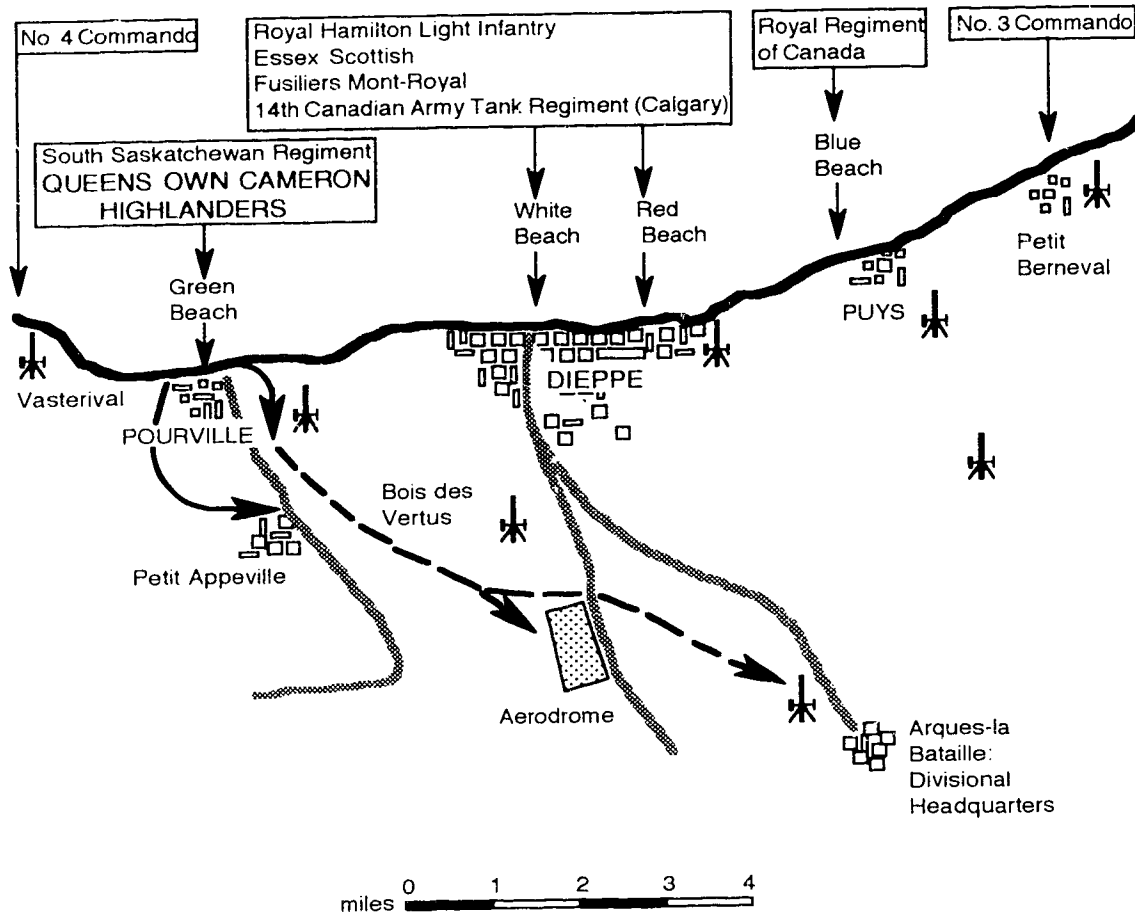 No. 4 Commando
Royal Hamilton Light Infantry
Essex Scottish
Fusiliers Mont-Royal
14th Canadian Army Tank Regiment (Calgary)
Royal Regiment
of Canada
No. 3 Commando
South Saskatchewan Regiment
QUEENS OWN CAMERON
HIGHLANDERS
Green
Beach
White
Beach
Red
Beach
Blue
Beach
Petit
Berneval
PUYS
DIEPPE
Vasterival
POURVILLE
Bois des
Vertus
Petit Appeville
Aerodrome
Arques-la
Bataille:
Divisional
Headquarters
miles 0 1 2 3 4